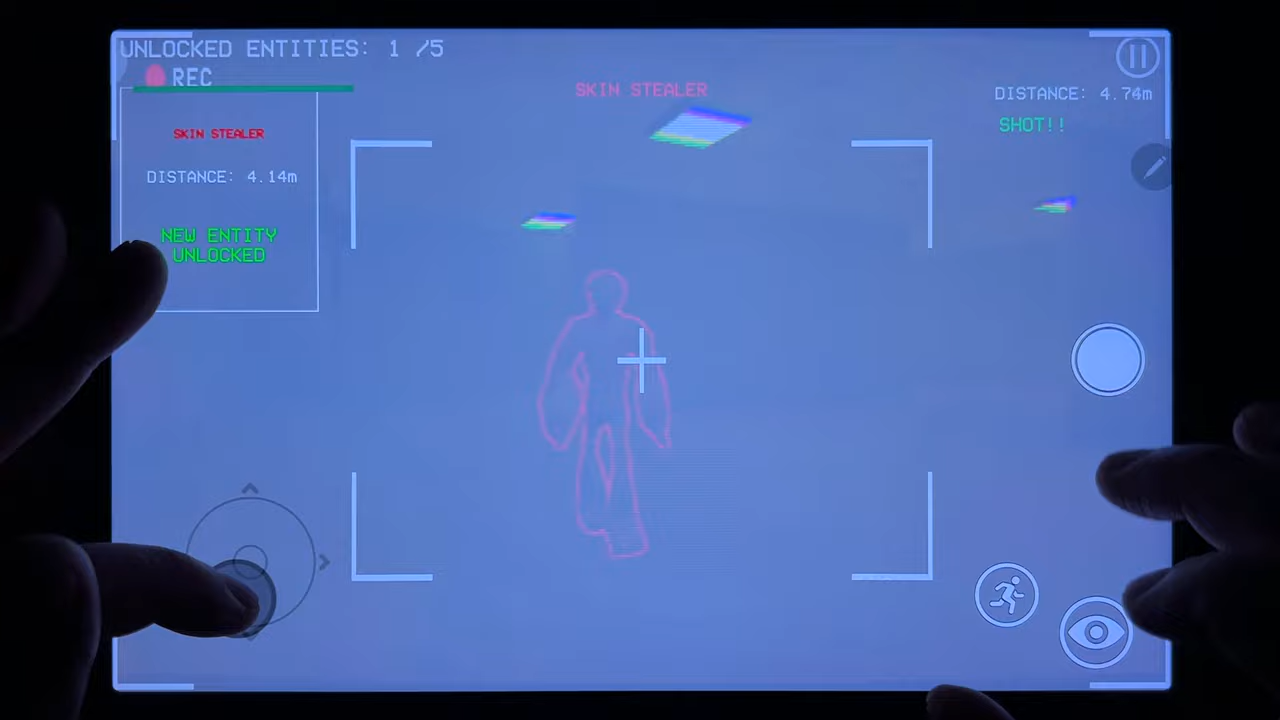 UNLOCKED ENTITIES: 1 /5
REC
SKIN STEALER
DISTANCE: 4.74m
SHOT!!
SKIN STEALER
DISTANCE: 4.14m
NEW ENTITY
UNLOCKED